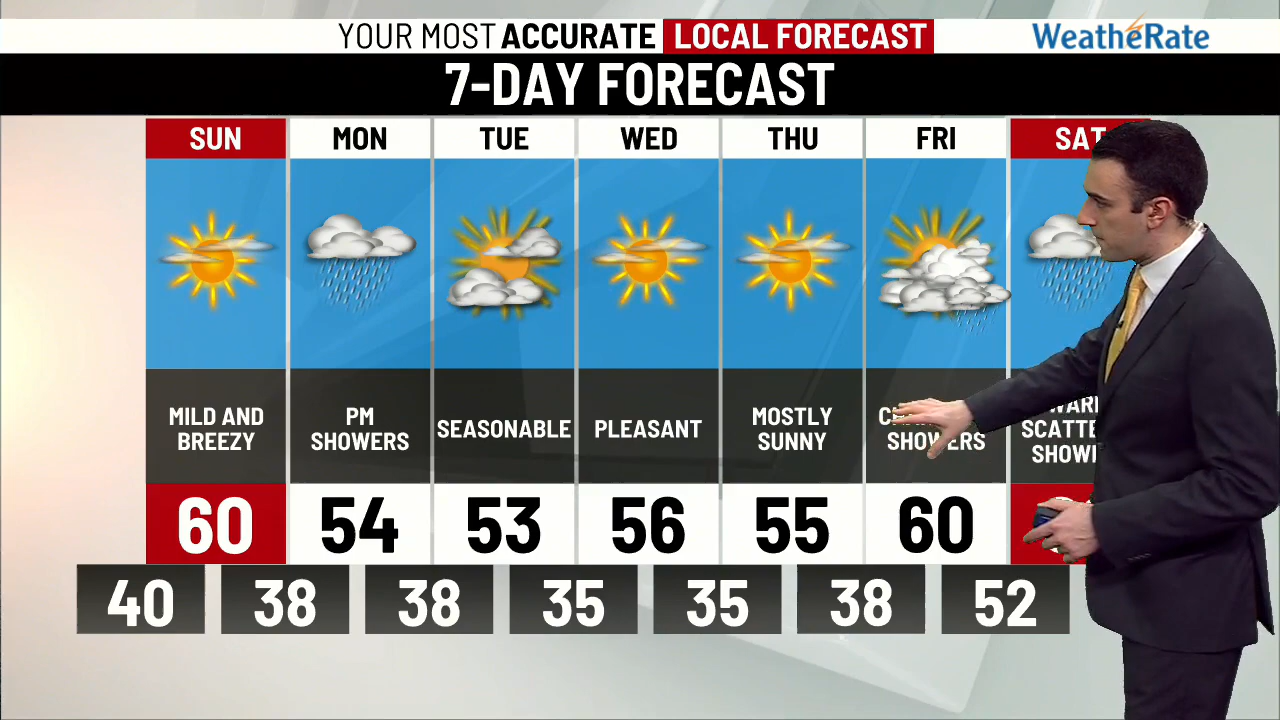 YOUR MOST ACCURATE LOCAL FORECAST
WeatheRate
7-DAY FORECAST
SUN MON TUE WED THU FRI SAT
MILD AND
BREEZY
PM
SHOWERS
SEASONABLE
PLEASANT
MOSTLY
SUNNY
SHOWERS
60 54 53 56 55 60
40 38 38 35 35 38 52